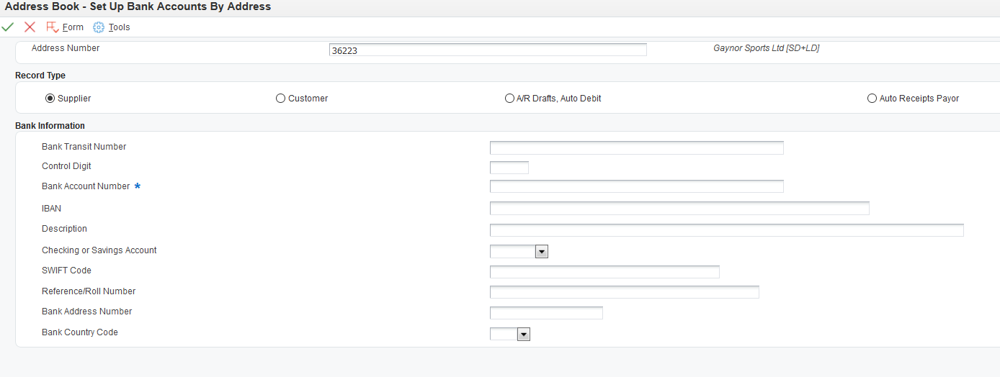 Address Book - Set Up Bank Accounts By Address
Form Tools
Address Number 36223 Gaynor Sports Ltd [SD+LD]
Record Type
Supplier Customer A/R Drafts, Auto Debit Auto Receipts Payor
Bank Information
Bank Transit Number
Control Digit
Bank Account Number *
IBAN
Description
Checking or Savings Account
SWIFT Code
Reference/Roll Number
Bank Address Number
Bank Country Code